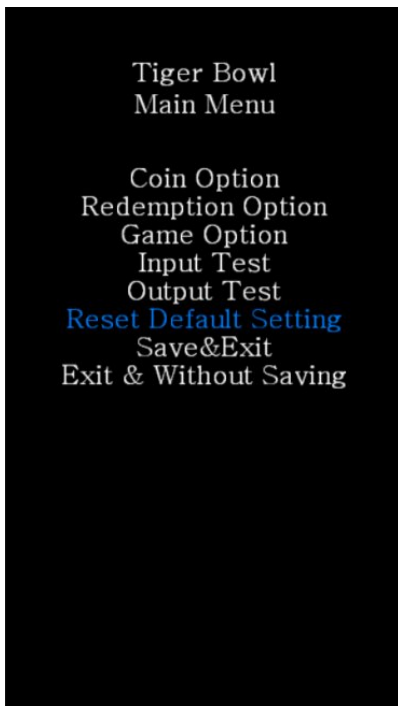 Tiger Bowl
Main Menu
Coin Option
Redemption Option
Game Option
Input Test
Output Test
Reset Default Setting
Save&Exit
Exit & Without Saving